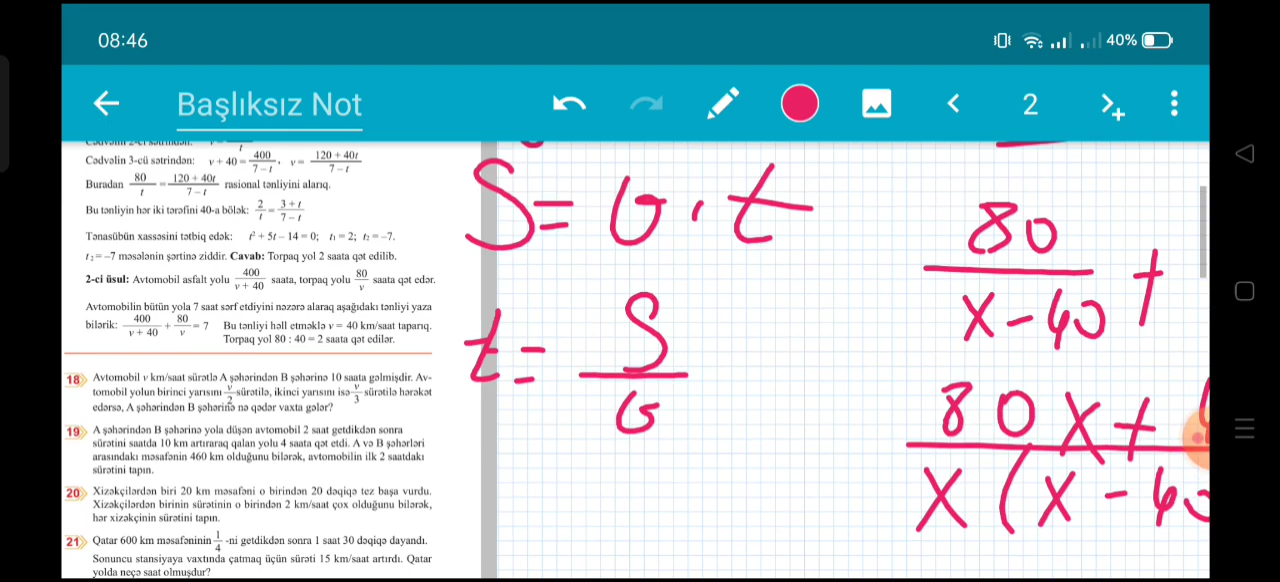 08:46
40%
Başlıksız Not
2
t
Cədvəlin 3-cü sətrindən: v + 40 = 400/(7 – t), v = (120 + 40t)/(7 – t)
Buradan 80/t = (120 + 40t)/(7 – t) rasional tənliyini alarıq.
Bu tənliyin hər iki tərəfini 40-a bölək: 2/t = (3 + t)/(7 – t)
Tənasübün xassəsini tətbiq edək: t² + 5t – 14 = 0; t₁ = 2; t₂ = –7.
t₂ = –7 məsələnin şərtinə ziddir. Cavab: Torpaq yol 2 saata qət edilib.
2-ci üsul: Avtomobil asfalt yolu 400/(v + 40) saata, torpaq yolu 80/v saata qət edər.
Avtomobilin bütün yola 7 saat sərf etdiyini nəzərə alaraq aşağıdakı tənliyi yaza
bilərik: 400/(v + 40) + 80/v = 7 Bu tənliyi həll etməklə v = 40 km/saat taparıq.
Torpaq yol 80 : 40 = 2 saata qət edilər.
18 Avtomobil v km/saat sürətlə A şəhərindən B şəhərinə 10 saata gəlmişdir. Av-
tomobil yolun birinci yarısını v/2 sürətilə, ikinci yarısını isə v/3 sürətilə hərəkət
edərsə, A şəhərindən B şəhərinə nə qədər vaxta gələr?
19 A şəhərindən B şəhərinə yola düşən avtomobil 2 saat getdikdən sonra
sürətini saatda 10 km artıraraq qalan yolu 4 saata qət etdi. A və B şəhərləri
arasındakı məsafənin 460 km olduğunu bilərək, avtomobilin ilk 2 saatdakı
sürətini tapın.
20 Xizəkçilərdən biri 20 km məsafəni o birindən 20 dəqiqə tez başa vurdu.
Xizəkçilərdən birinin sürətinin o birindən 2 km/saat çox olduğunu bilərək,
hər xizəkçinin sürətini tapın.
21 Qatar 600 km məsafəninin 1/4 -ni getdikdən sonra 1 saat 30 dəqiqə dayandı.
Sonuncu stansiyaya vaxtında çatmaq üçün sürəti 15 km/saat artırdı. Qatar
yolda neçə saat olmuşdur?
S = v · t
t = S/v
80/(x – 40) +
80x +
x(x – 40